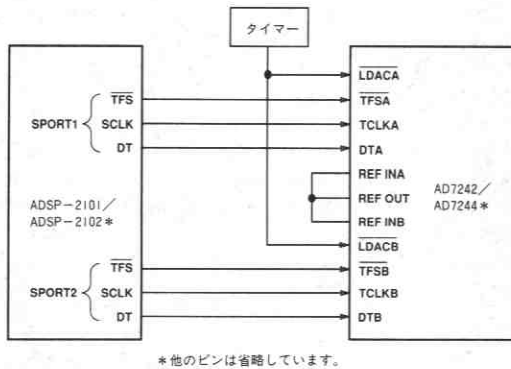 タイマー
SPORT1
TFS
SCLK
DT
ADSP-2101/
ADSP-2102*
SPORT2
TFS
SCLK
DT
LDACA
TFSA
TCLKA
DTA
REF INA
REF OUT
REF INB
LDACB
TFSB
TCLKB
DTB
AD7242/
AD7244*
*他のピンは省略しています。